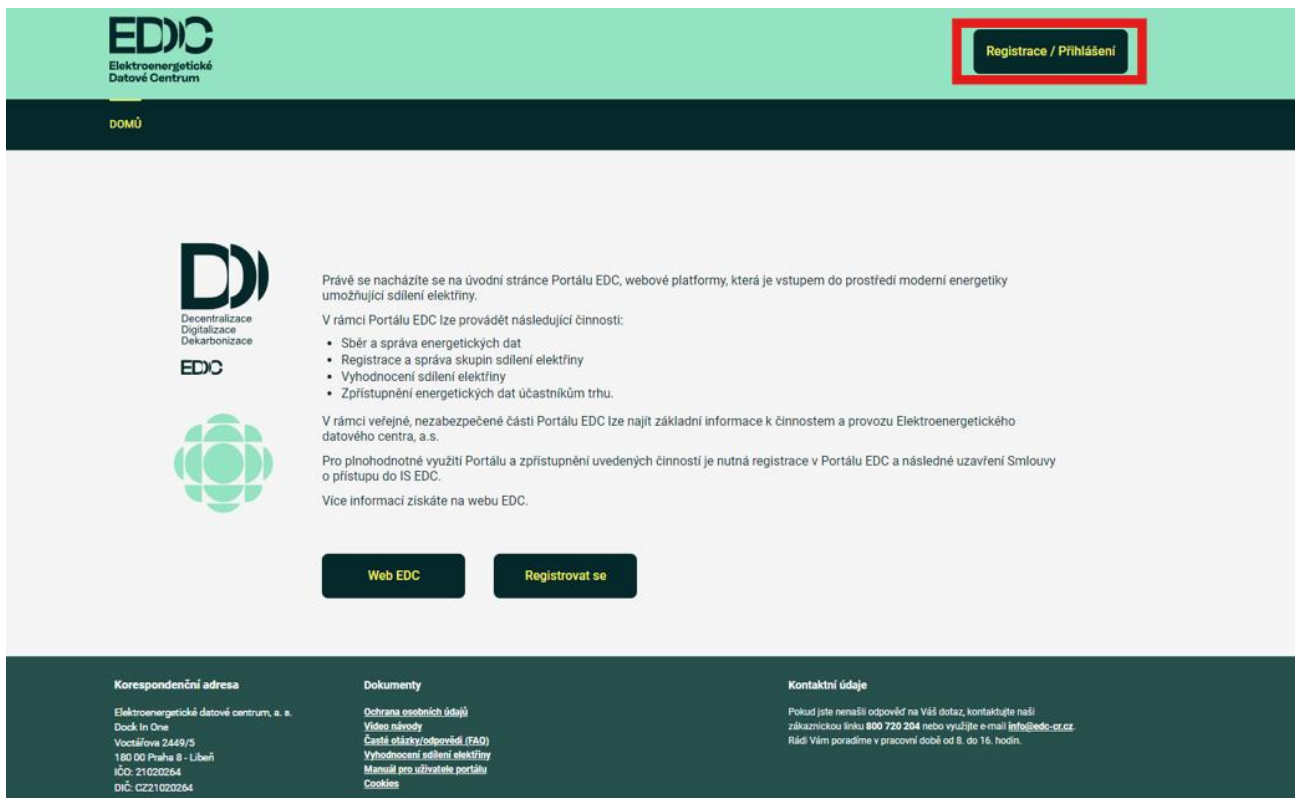 EDC
Elektroenergetické
Datové Centrum
Registrace / Přihlášení
DOMŮ
Decentralizace
Digitalizace
Dekarbonizace
EDC
Právě se nacházíte se na úvodní stránce Portálu EDC, webové platformy, která je vstupem do prostředí moderní energetiky
umožňující sdílení elektřiny.
V rámci Portálu EDC lze provádět následující činnosti:
• Sběr a správa energetických dat
• Registrace a správa skupin sdílení elektřiny
• Vyhodnocení sdílení elektřiny
• Zpřístupnění energetických dat účastníkům trhu.
V rámci veřejné, nezabezpečené části Portálu EDC lze najít základní informace k činnostem a provozu Elektroenergetického
datového centra, a.s.
Pro plnohodnotné využití Portálu a zpřístupnění uvedených činností je nutná registrace v Portálu EDC a následné uzavření Smlouvy
o přístupu do IS EDC.
Více informací získáte na webu EDC.
Web EDC
Registrovat se
Korespondenční adresa
Elektroenergetické datové centrum, a. s.
Dock In One
Voctářova 2449/5
180 00 Praha 8 - Libeň
IČO: 21020264
DIČ: CZ21020264
Dokumenty
Ochrana osobních údajů
Video návody
Časté otázky/odpovědi (FAQ)
Vyhodnocení sdílení elektřiny
Manuál pro uživatele portálu
Cookies
Kontaktní údaje
Pokud jste nenašli odpověď na Váš dotaz, kontaktujte naši
zákaznickou linku 800 720 204 nebo využijte e-mail info@edc-cr.cz.
Rádi Vám poradíme v pracovní době od 8. do 16. hodin.